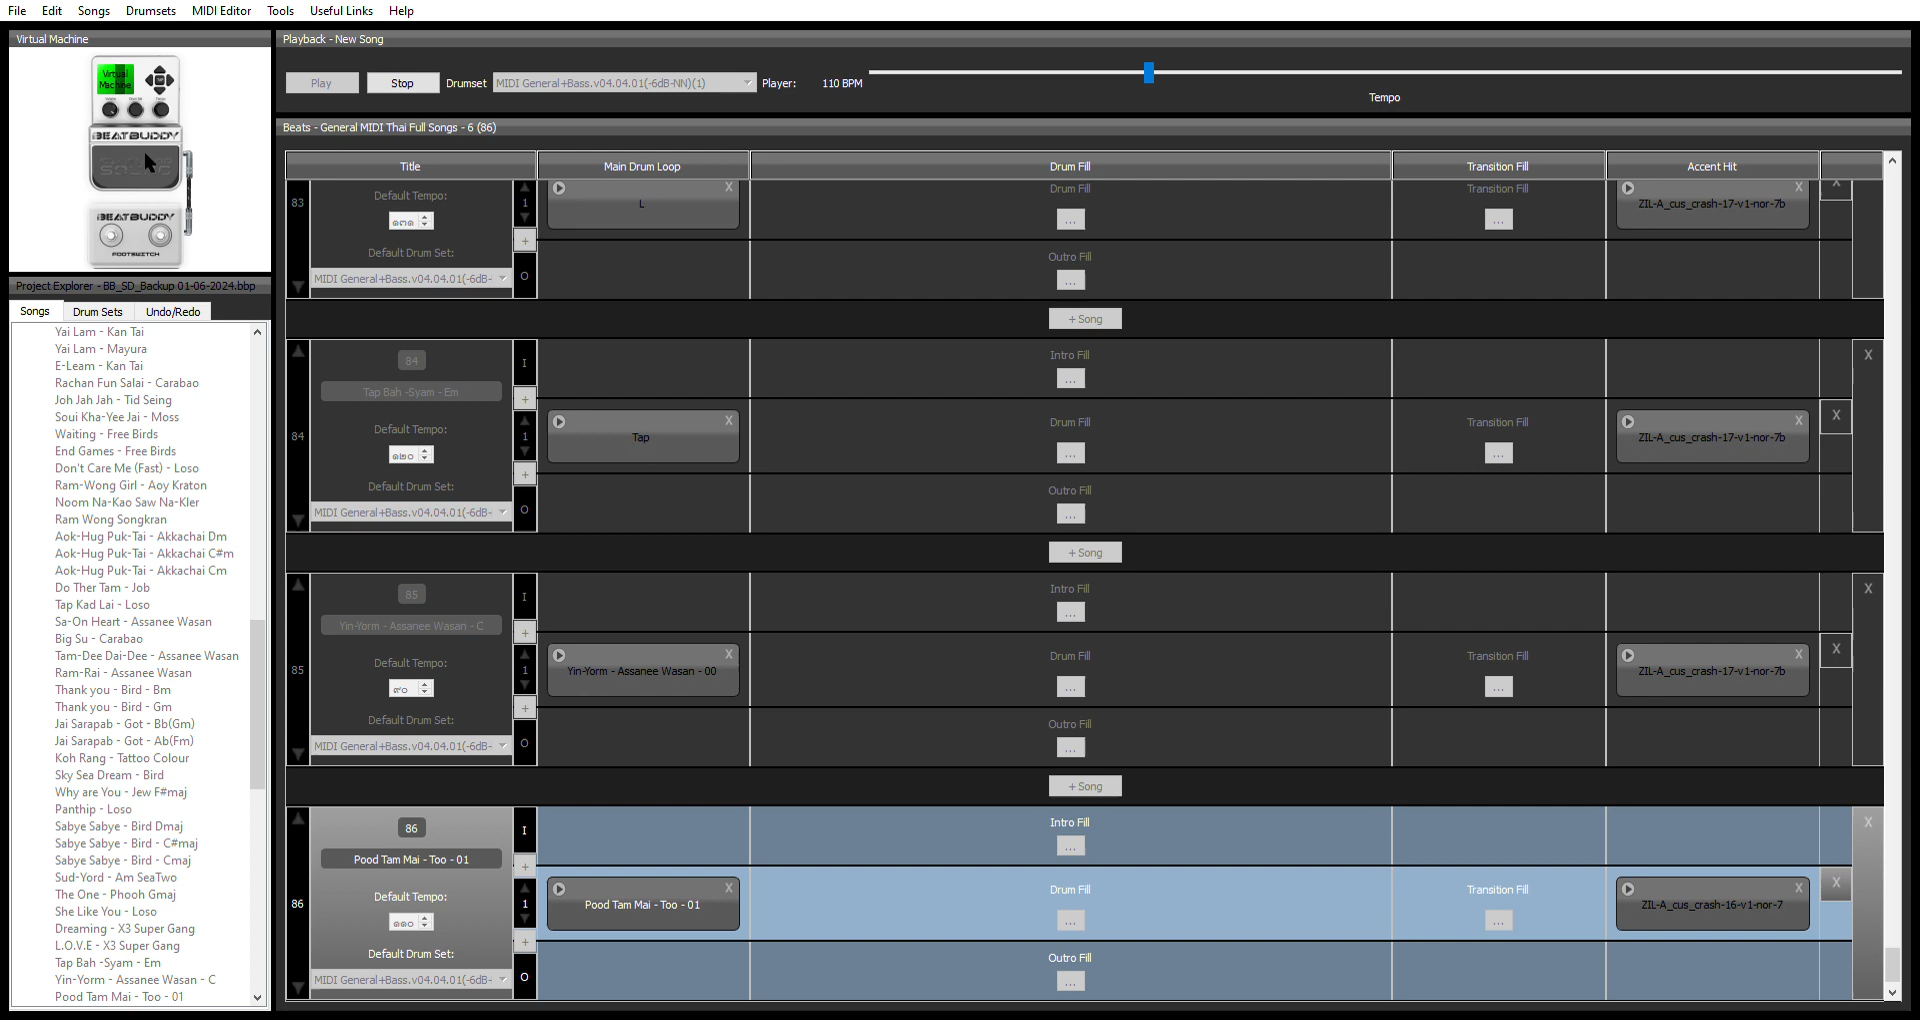 File Edit Songs Drumsets MIDI Editor Tools Useful Links Help
Virtual Machine
Virtual
Machine
BEATBUDDY
BEATBUDDY
FOOTSWITCH
Project Explorer - BB_SD_Backup 01-06-2024.bbp
Songs Drum Sets Undo/Redo
Yai Lam - Kan Tai
Yai Lam - Mayura
E-Leam - Kan Tai
Rachan Fun Salai - Carabao
Joh Jah Jah - Tid Seing
Soui Kha-Yee Jai - Moss
Waiting - Free Birds
End Games - Free Birds
Don't Care Me (Fast) - Loso
Ram-Wong Girl - Aoy Kraton
Noom Na-Kao Saw Na-Kler
Ram Wong Songkran
Aok-Hug Puk-Tai - Akkachai Dm
Aok-Hug Puk-Tai - Akkachai C#m
Aok-Hug Puk-Tai - Akkachai Cm
Do Ther Tam - Job
Tap Kad Lai - Loso
Sa-On Heart - Assanee Wasan
Big Su - Carabao
Tam-Dee Dai-Dee - Assanee Wasan
Ram-Rai - Assanee Wasan
Thank you - Bird - Bm
Thank you - Bird - Gm
Jai Sarapab - Got - Bb(Gm)
Jai Sarapab - Got - Ab(Fm)
Koh Rang - Tattoo Colour
Sky Sea Dream - Bird
Why are You - Jew F#maj
Panthip - Loso
Sabye Sabye - Bird Dmaj
Sabye Sabye - Bird - C#maj
Sabye Sabye - Bird - Cmaj
Sud-Yord - Am SeaTwo
The One - Phooh Gmaj
She Like You - Loso
Dreaming - X3 Super Gang
L.O.V.E - X3 Super Gang
Tap Bah -Syam - Em
Yin-Yorm - Assanee Wasan - C
Pood Tam Mai - Too - 01
Playback - New Song
Play Stop Drumset MIDI General+Bass.v04.04.01(-6dB-NN)(1) Player: 110 BPM
Tempo
Beats - General MIDI Thai Full Songs - 6 (86)
Title Main Drum Loop Drum Fill Transition Fill Accent Hit
83 Default Tempo: ๑๓๑ 1 + L X Drum Fill ... Transition Fill ... ZIL-A_cus_crash-17-v1-nor-7b X X
Default Drum Set: MIDI General+Bass.v04.04.01(-6dB- O Outro Fill ...
+ Song
84 I Intro Fill ... X
Tap Bah -Syam - Em +
84 Default Tempo: ๑๒๐ 1 + Tap X Drum Fill ... Transition Fill ... ZIL-A_cus_crash-17-v1-nor-7b X X
Default Drum Set: MIDI General+Bass.v04.04.01(-6dB- O Outro Fill ...
+ Song
85 I Intro Fill ... X
Yin-Yorm - Assanee Wasan - C +
85 Default Tempo: ๙๐ 1 + Yin-Yorm - Assanee Wasan - 00 X Drum Fill ... Transition Fill ... ZIL-A_cus_crash-17-v1-nor-7b X X
Default Drum Set: MIDI General+Bass.v04.04.01(-6dB- O Outro Fill ...
+ Song
86 I Intro Fill ... X
Pood Tam Mai - Too - 01 +
86 Default Tempo: ๑๑๐ 1 + Pood Tam Mai - Too - 01 X Drum Fill ... Transition Fill ... ZIL-A_cus_crash-16-v1-nor-7 X X
Default Drum Set: MIDI General+Bass.v04.04.01(-6dB- O Outro Fill ...